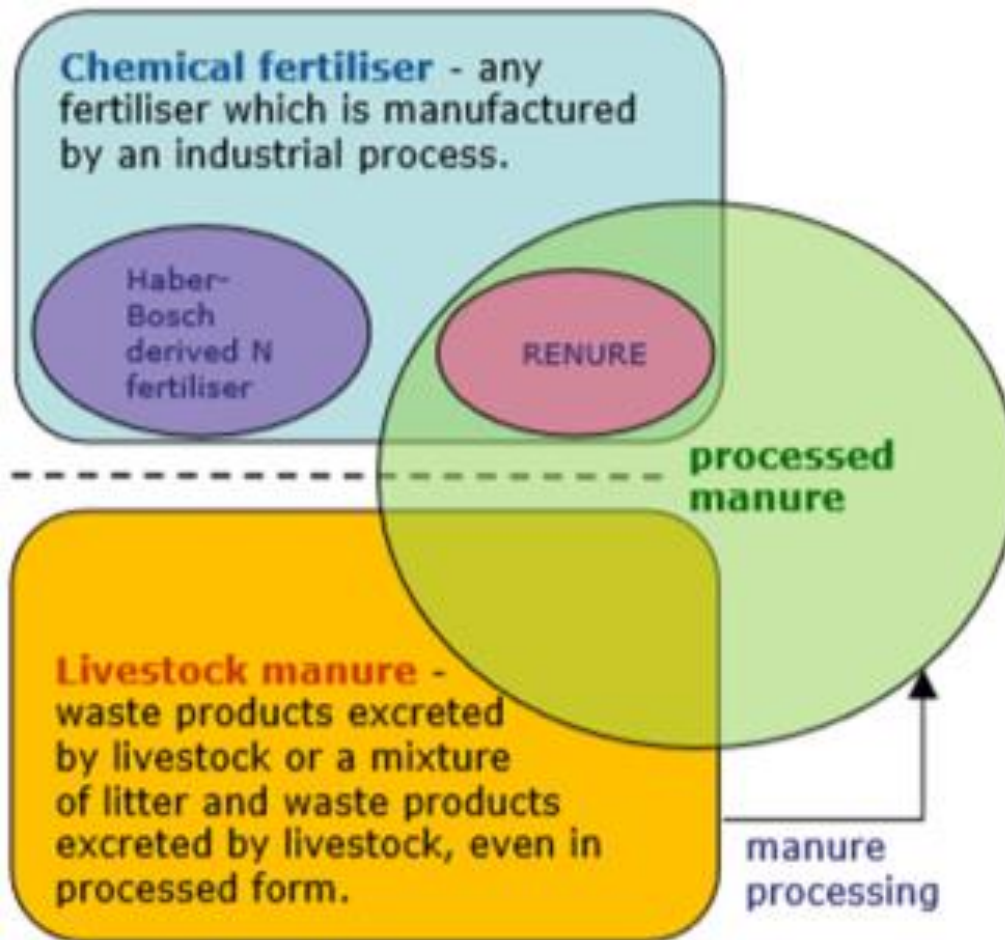 Chemical fertiliser - any
fertiliser which is manufactured
by an industrial process.
Haber-
Bosch
derived N
fertiliser
RENURE
processed
manure
Livestock manure -
waste products excreted
by livestock or a mixture
of litter and waste products
excreted by livestock, even in
processed form.
manure
processing